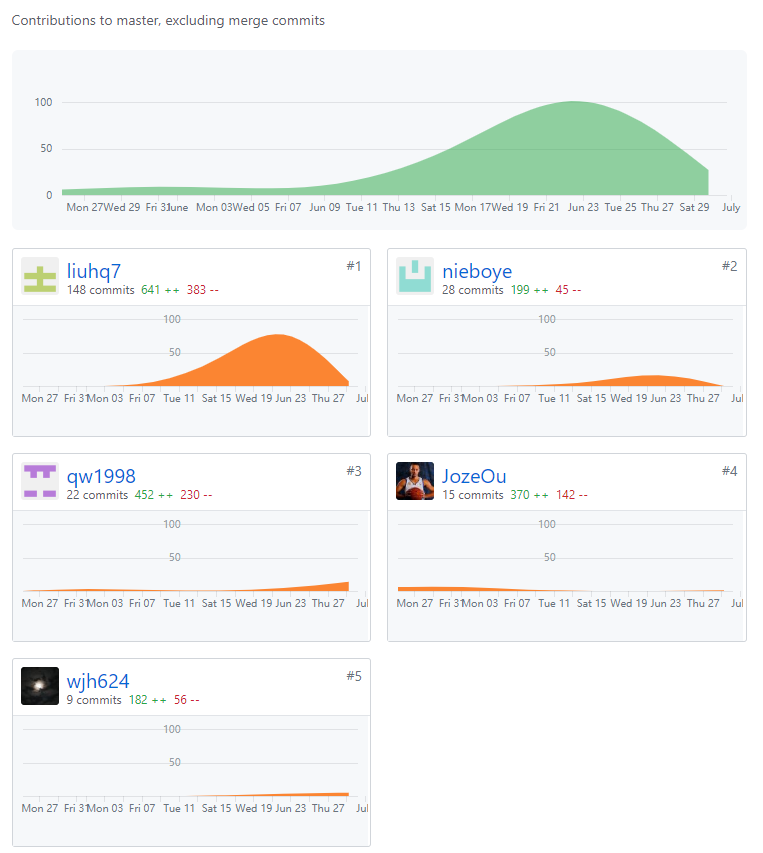 Contributions to master, excluding merge commits
100
50
0
Mon 27 Wed 29 Fri 31 June Mon 03 Wed 05 Fri 07 Jun 09 Tue 11 Thu 13 Sat 15 Mon 17 Wed 19 Fri 21 Jun 23 Tue 25 Thu 27 Sat 29 July
liuhq7 #1
148 commits 641 ++ 383 --
100
50
Mon 27 Fri 31 Mon 03 Fri 07 Tue 11 Sat 15 Wed 19 Jun 23 Thu 27 Jul
nieboye #2
28 commits 199 ++ 45 --
100
50
Mon 27 Fri 31 Mon 03 Fri 07 Tue 11 Sat 15 Wed 19 Jun 23 Thu 27 Jul
qw1998 #3
22 commits 452 ++ 230 --
100
50
Mon 27 Fri 31 Mon 03 Fri 07 Tue 11 Sat 15 Wed 19 Jun 23 Thu 27 Jul
JozeOu #4
15 commits 370 ++ 142 --
100
50
Mon 27 Fri 31 Mon 03 Fri 07 Tue 11 Sat 15 Wed 19 Jun 23 Thu 27 Jul
wjh624 #5
9 commits 182 ++ 56 --
100
50
Mon 27 Fri 31 Mon 03 Fri 07 Tue 11 Sat 15 Wed 19 Jun 23 Thu 27 Jul